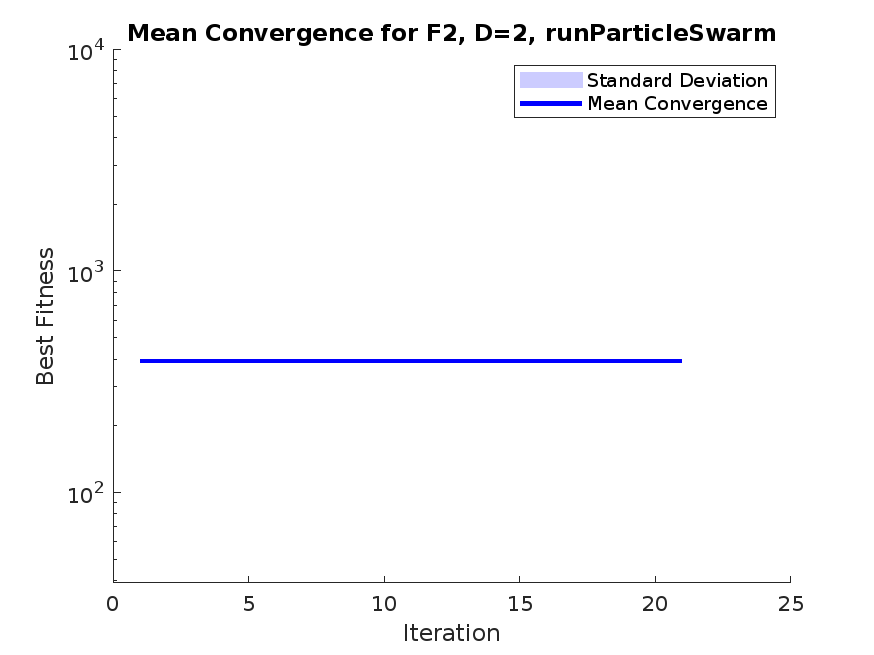 Mean Convergence for F2, D=2, runParticleSwarm
Standard Deviation
Mean Convergence
Best Fitness
10^4
10^3
10^2
0 5 10 15 20 25
Iteration